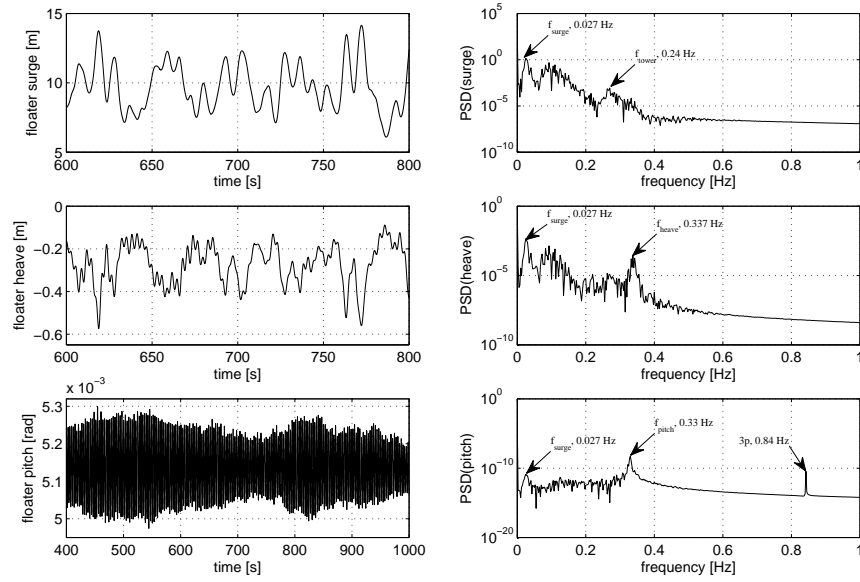 floater surge [m]
15
10
5
600
650
700
750
800
time [s]
PSD(surge)
10^5
10^0
10^-5
10^-10
f_surge, 0.027 Hz
f_tower, 0.24 Hz
0
0.2
0.4
0.6
0.8
1
frequency [Hz]
floater heave [m]
0
−0.2
−0.4
−0.6
600
650
700
750
800
time [s]
PSD(heave)
10^0
10^-5
10^-10
f_surge, 0.027 Hz
f_heave, 0.337 Hz
0
0.2
0.4
0.6
0.8
1
frequency [Hz]
x 10^-3
floater pitch [rad]
5.3
5.2
5.1
5
400
500
600
700
800
900
1000
time [s]
PSD(pitch)
10^0
10^-10
10^-20
f_surge, 0.027 Hz
f_pitch, 0.33 Hz
3p, 0.84 Hz
0
0.2
0.4
0.6
0.8
1
frequency [Hz]